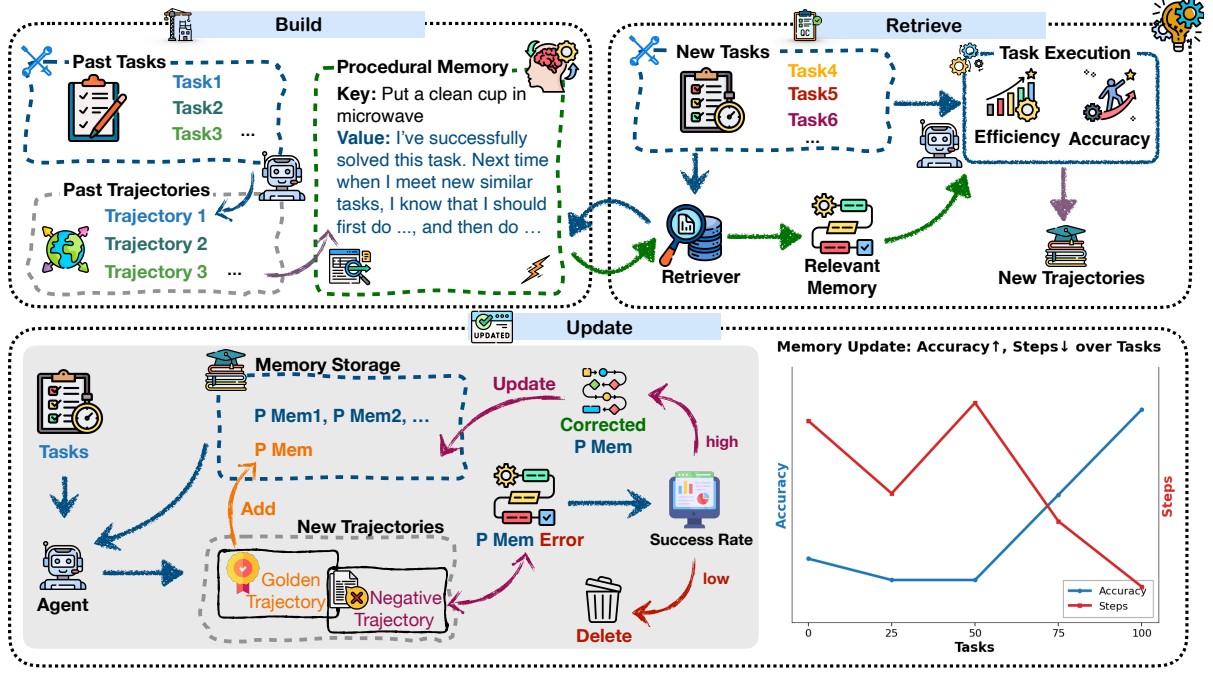 Build
Past Tasks
Task1
Task2
Task3 ...
Past Trajectories
Trajectory 1
Trajectory 2
Trajectory 3 ...
Procedural Memory
Key: Put a clean cup in
microwave
Value: I've successfully
solved this task. Next time
when I meet new similar
tasks, I know that I should
first do ..., and then do …
QC
Retrieve
New Tasks
Task4
Task5
Task6
...
Task Execution
Efficiency
Accuracy
Retriever
Relevant
Memory
New Trajectories
UPDATED
Update
Tasks
Agent
Memory Storage
P Mem1, P Mem2, …
P Mem
Add
New Trajectories
Golden
Trajectory
Negative
Trajectory
Update
Corrected
P Mem
high
P Mem Error
Success Rate
low
Delete
Memory Update: Accuracy↑, Steps↓ over Tasks
Accuracy
Steps
Accuracy
Steps
0 25 50 75 100
Tasks